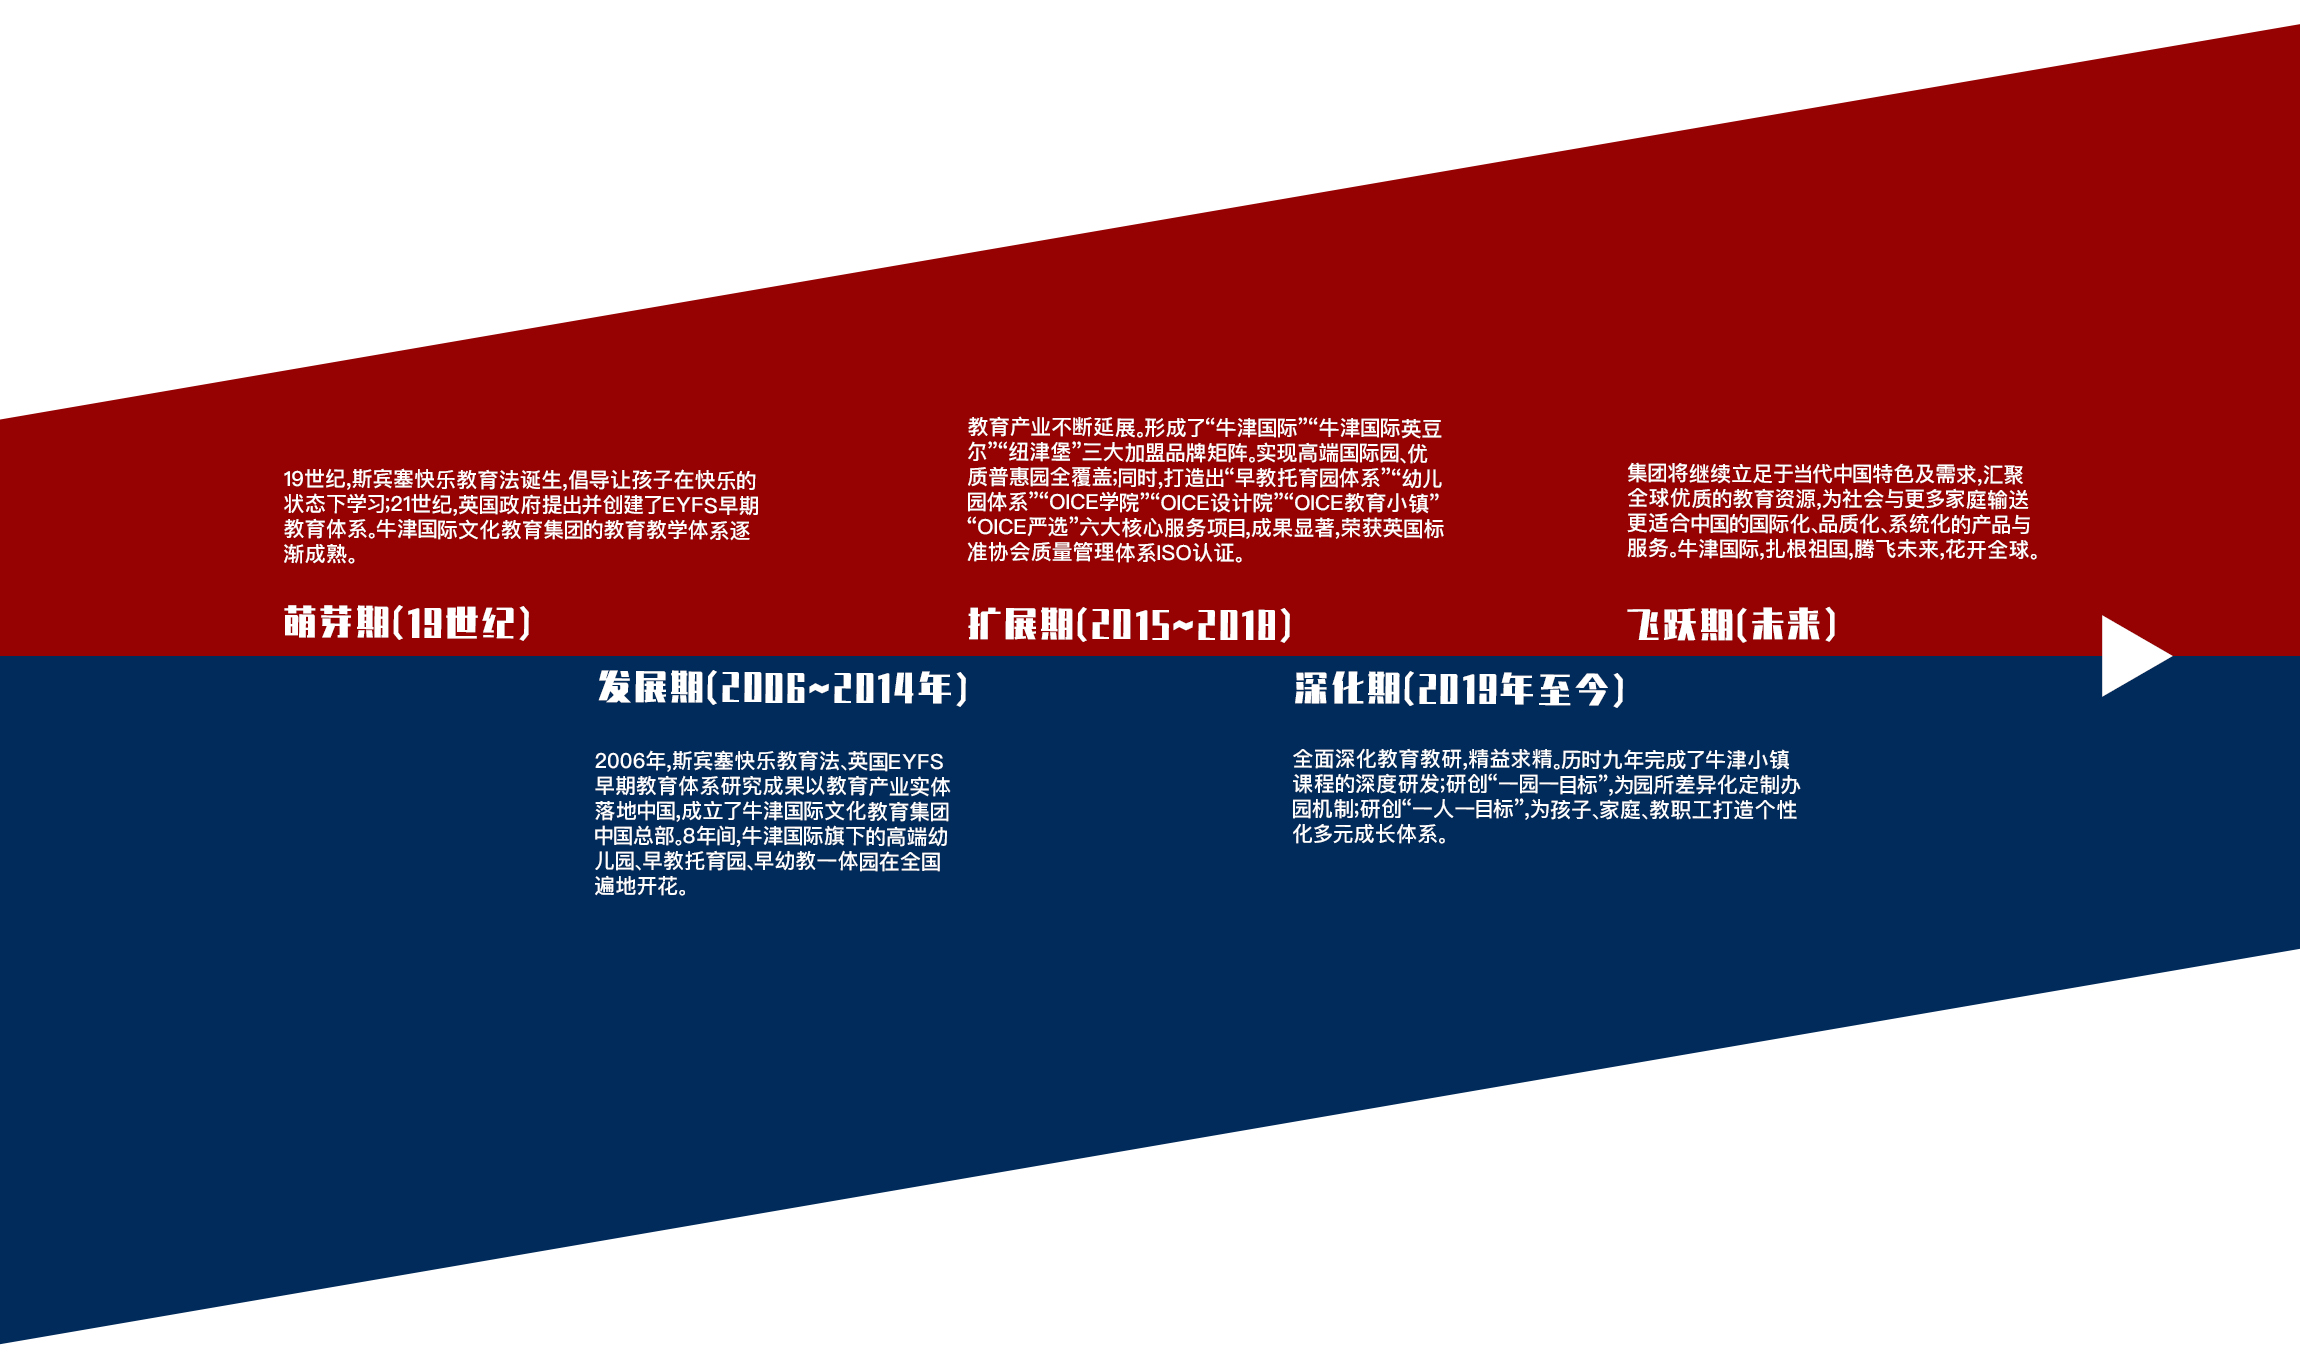 19世纪,斯宾塞快乐教育法诞生,倡导让孩子在快乐的
状态下学习;21世纪,英国政府提出并创建了EYFS早期
教育体系。牛津国际文化教育集团的教育教学体系逐
渐成熟。
萌芽期(19世纪)
发展期(2006~2014年)
2006年,斯宾塞快乐教育法、英国EYFS
早期教育体系研究成果以教育产业实体
落地中国,成立了牛津国际文化教育集团
中国总部。8年间,牛津国际旗下的高端幼
儿园、早教托育园、早幼教一体园在全国
遍地开花。
教育产业不断延展。形成了“牛津国际”“牛津国际英豆
尔”“纽津堡”三大加盟品牌矩阵。实现高端国际园、优
质普惠园全覆盖;同时,打造出“早教托育园体系”“幼儿
园体系”“OICE学院”“OICE设计院”“OICE教育小镇”
“OICE严选”六大核心服务项目,成果显著,荣获英国标
准协会质量管理体系ISO认证。
扩展期(2015~2018)
深化期(2019年至今)
全面深化教育教研,精益求精。历时九年完成了牛津小镇
课程的深度研发;研创“一园一目标”,为园所差异化定制办
园机制;研创“一人一目标”,为孩子、家庭、教职工打造个性
化多元成长体系。
集团将继续立足于当代中国特色及需求,汇聚
全球优质的教育资源,为社会与更多家庭输送
更适合中国的国际化、品质化、系统化的产品与
服务。牛津国际,扎根祖国,腾飞未来,花开全球。
飞跃期(未来)